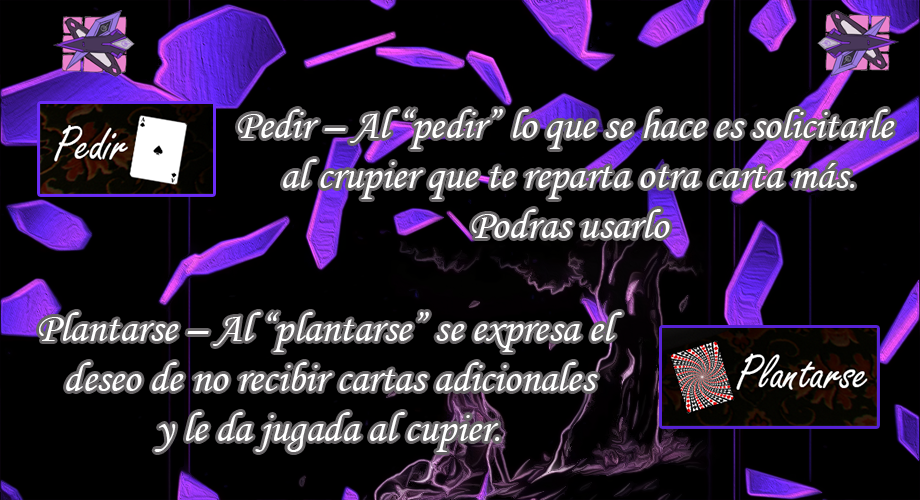 Pedir
A
A
Pedir – Al “pedir” lo que se hace es solicitarle
al crupier que te reparta otra carta más.
Podras usarlo
Plantarse – Al “plantarse” se expresa el
deseo de no recibir cartas adicionales
y le da jugada al cupier.
Plantarse